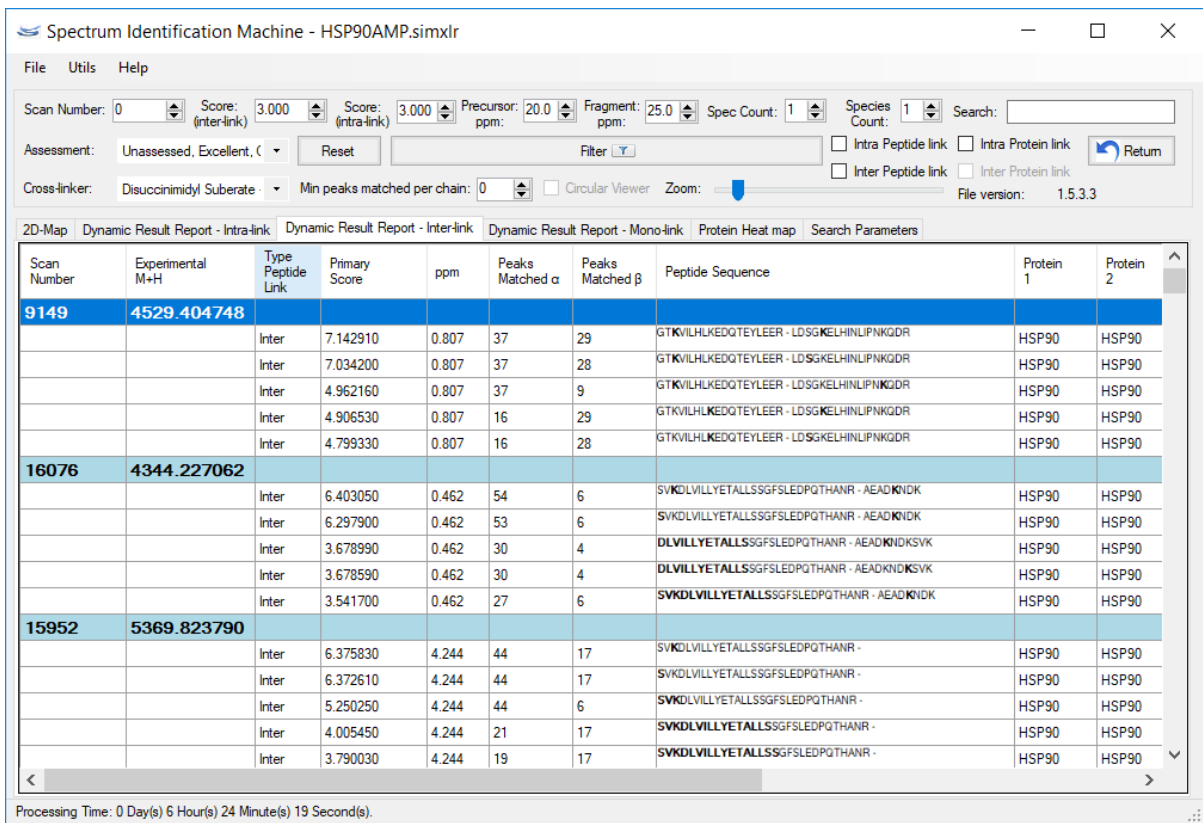 Spectrum Identification Machine - HSP90AMP.simxlr
File Utils Help
Scan Number: 0 Score: (inter-link) 3.000 Score: (intra-link) 3.000 Precursor: ppm: 20.0 Fragment: ppm: 25.0 Spec Count: 1 Species Count: 1 Search:
Assessment: Unassessed, Excellent, ( Reset Filter Intra Peptide link Intra Protein link Return
Inter Peptide link Inter Protein link
Cross-linker: Disuccinimidyl Suberate - Min peaks matched per chain: 0 Circular Viewer Zoom: File version: 1.5.3.3
2D-Map Dynamic Result Report - Intra-link Dynamic Result Report - Inter-link Dynamic Result Report - Mono-link Protein Heat map Search Parameters
Scan Number Experimental M+H Type Peptide Link Primary Score ppm Peaks Matched α Peaks Matched β Peptide Sequence Protein 1 Protein 2
9149 4529.404748
Inter 7.142910 0.807 37 29 GTKVILHLKEDQTEYLEER - LDSGKELHINLIPNKQDR HSP90 HSP90
Inter 7.034200 0.807 37 28 GTKVILHLKEDQTEYLEER - LDSGKELHINLIPNKQDR HSP90 HSP90
Inter 4.962160 0.807 37 9 GTKVILHLKEDQTEYLEER - LDSGKELHINLIPNKQDR HSP90 HSP90
Inter 4.906530 0.807 16 29 GTKVILHLKEDQTEYLEER - LDSGKELHINLIPNKQDR HSP90 HSP90
Inter 4.799330 0.807 16 28 GTKVILHLKEDQTEYLEER - LDSGKELHINLIPNKQDR HSP90 HSP90
16076 4344.227062
Inter 6.403050 0.462 54 6 SVKDLVILLYETALLSSGFSLEDPQTHANR - AEADKNDK HSP90 HSP90
Inter 6.297900 0.462 53 6 SVKDLVILLYETALLSSGFSLEDPQTHANR - AEADKNDK HSP90 HSP90
Inter 3.678990 0.462 30 4 DLVILLYETALLSSGFSLEDPQTHANR - AEADKNDKSVK HSP90 HSP90
Inter 3.678590 0.462 30 4 DLVILLYETALLSSGFSLEDPQTHANR - AEADKNDKSVK HSP90 HSP90
Inter 3.541700 0.462 27 6 SVKDLVILLYETALLSSGFSLEDPQTHANR - AEADKNDK HSP90 HSP90
15952 5369.823790
Inter 6.375830 4.244 44 17 SVKDLVILLYETALLSSGFSLEDPQTHANR - HSP90 HSP90
Inter 6.372610 4.244 44 17 SVKDLVILLYETALLSSGFSLEDPQTHANR - HSP90 HSP90
Inter 5.250250 4.244 44 6 SVKDLVILLYETALLSSGFSLEDPQTHANR - HSP90 HSP90
Inter 4.005450 4.244 21 17 SVKDLVILLYETALLSSGFSLEDPQTHANR - HSP90 HSP90
Inter 3.790030 4.244 19 17 SVKDLVILLYETALLSSGFSLEDPQTHANR - HSP90 HSP90
Processing Time: 0 Day(s) 6 Hour(s) 24 Minute(s) 19 Second(s).